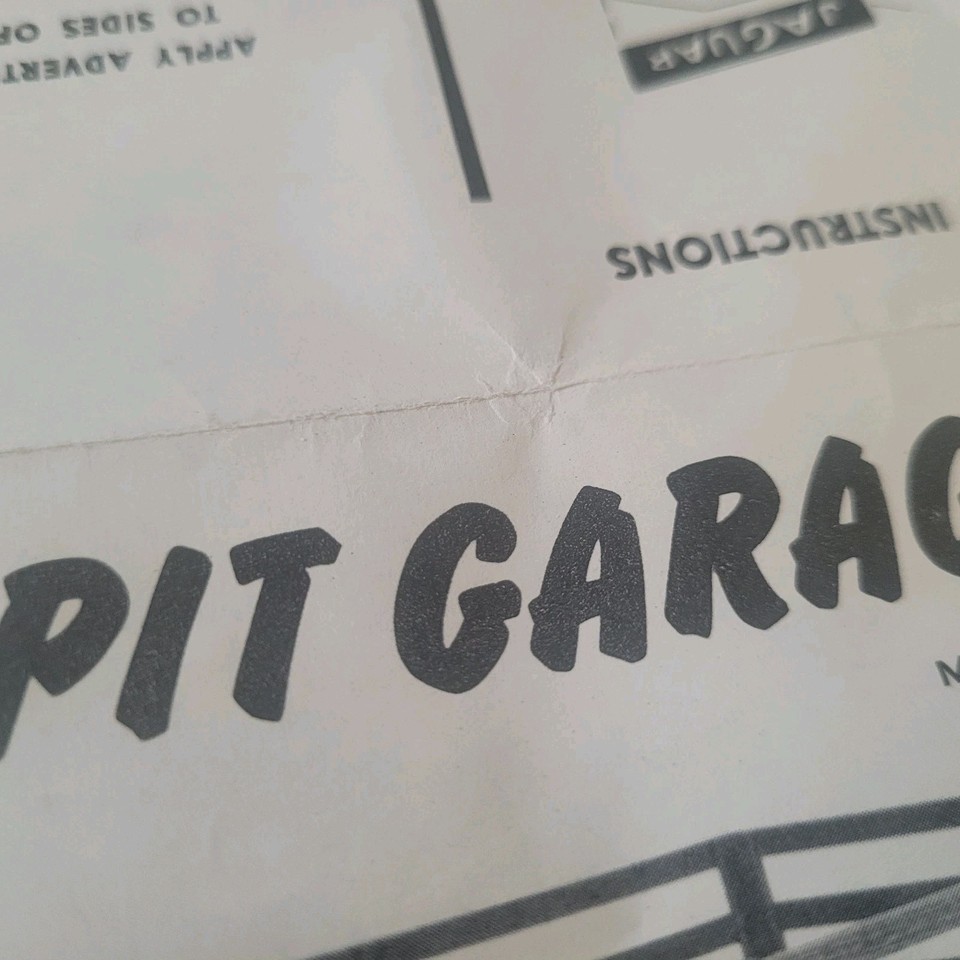 APPLY ADVERT
TO SIDES OF
JAGUAR
INSTRUCTIONS
PIT GARAG
M